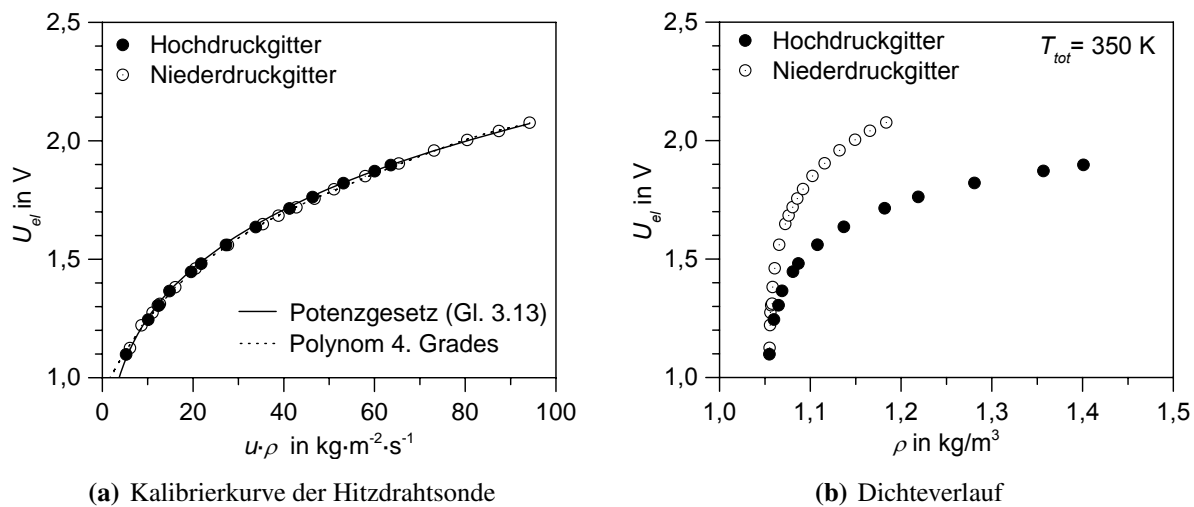 2,5
2,0
1,5
1,0
U_el in V
Hochdruckgitter
Niederdruckgitter
Potenzgesetz (Gl. 3.13)
Polynom 4. Grades
0 20 40 60 80 100
u·ρ in kg·m⁻²·s⁻¹
(a) Kalibrierkurve der Hitzdrahtsonde
2,5
2,0
1,5
1,0
U_el in V
Hochdruckgitter
Niederdruckgitter
T_tot = 350 K
1,0 1,1 1,2 1,3 1,4 1,5
ρ in kg/m³
(b) Dichteverlauf